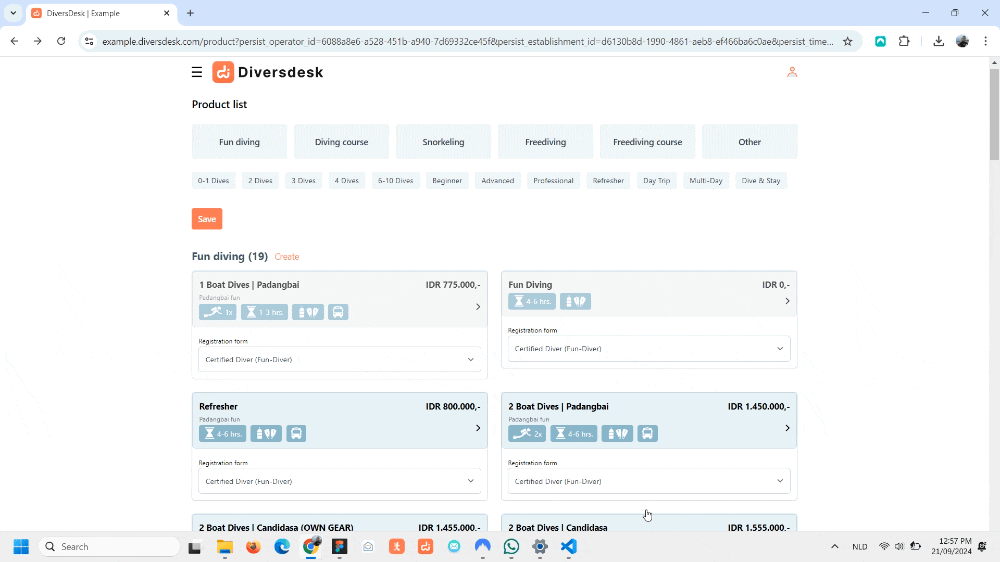 DiversDesk | Example
example.diversdesk.com/product?persist_operator_id=6088a8e6-a528-451b-a940-7d69332ce45f&persist_establishment_id=d6130b8d-1990-4861-aeb8-ef466ba6c0ae&persist_time...
Diversdesk
Product list
Fun diving Diving course Snorkeling Freediving Freediving course Other
0-1 Dives 2 Dives 3 Dives 4 Dives 6-10 Dives Beginner Advanced Professional Refresher Day Trip Multi-Day Dive & Stay
Save
Fun diving (19) Create
1 Boat Dives | Padangbai IDR 775.000,-
Padangbai fun
1x 1-3 hrs.
Registration form
Certified Diver (Fun-Diver)
Fun Diving IDR 0,-
4-6 hrs.
Registration form
Certified Diver (Fun-Diver)
Refresher IDR 800.000,-
Padangbai fun
4-6 hrs.
Registration form
Certified Diver (Fun-Diver)
2 Boat Dives | Padangbai IDR 1.450.000,-
Padangbai fun
2x 4-6 hrs.
Registration form
Certified Diver (Fun-Diver)
2 Boat Dives | Candidasa (OWN GEAR) IDR 1.455.000,-
2 Boat Dives | Candidasa IDR 1.555.000,-
Search
NLD
12:57 PM
21/09/2024